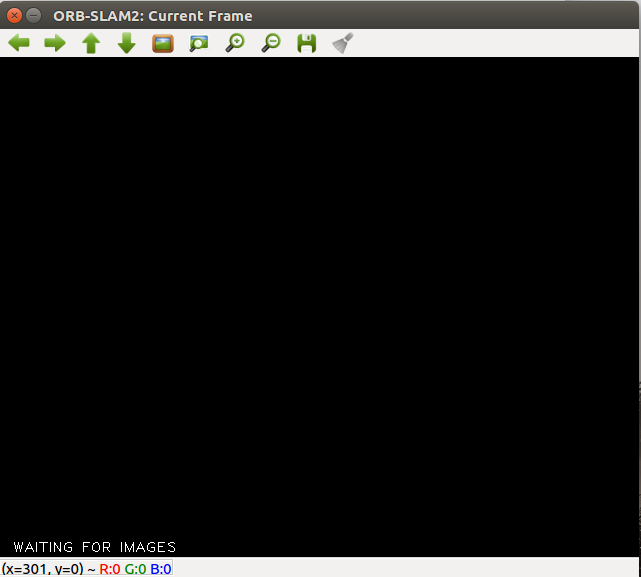 ORB-SLAM2: Current Frame
WAITING FOR IMAGES
(x=301, y=0) ~ R:0 G:0 B:0